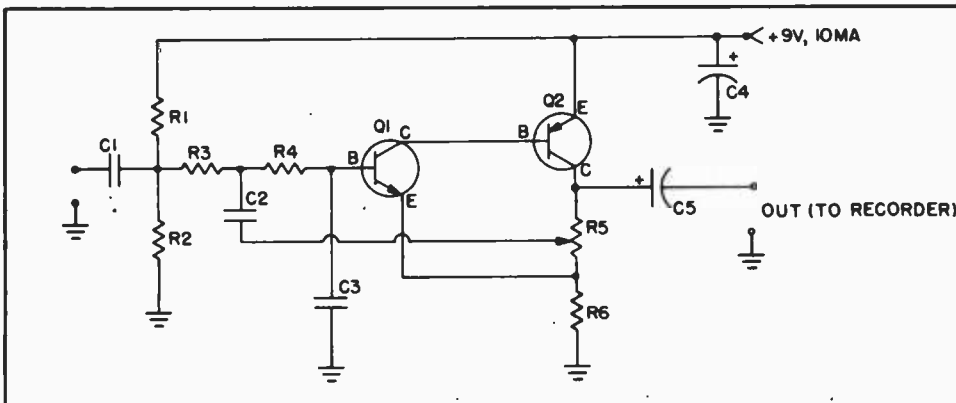 +9V, 10MA
+
C4
Q2
E
B
C
R1
Q1
C
B
E
C1
R3
R4
C2
+
C5
R5
OUT (TO RECORDER)
R2
C3
R6